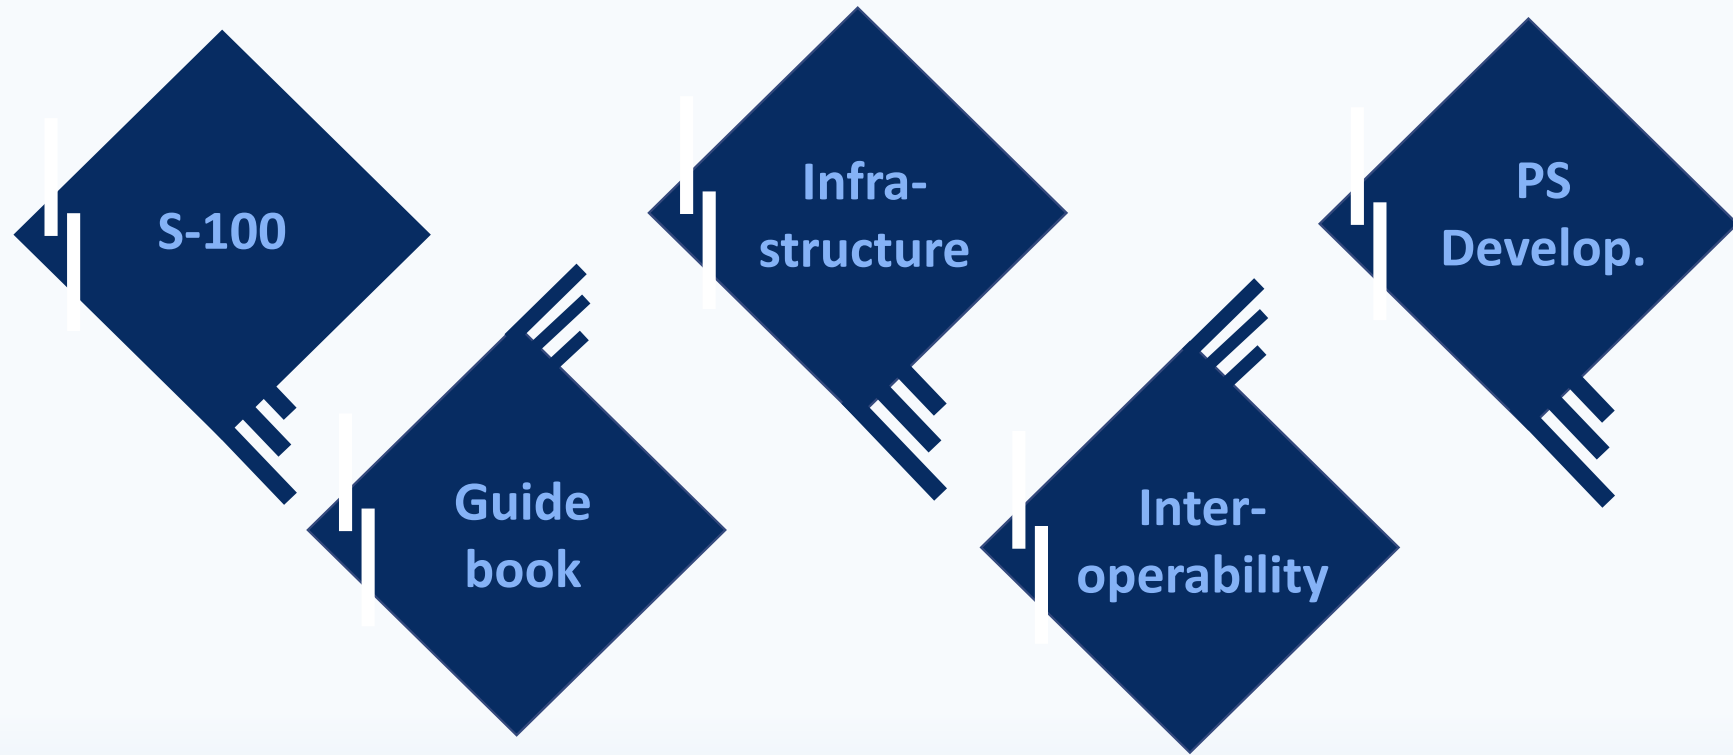 S-100
Guide
book
Infra-
structure
Inter-
operability
PS
Develop.